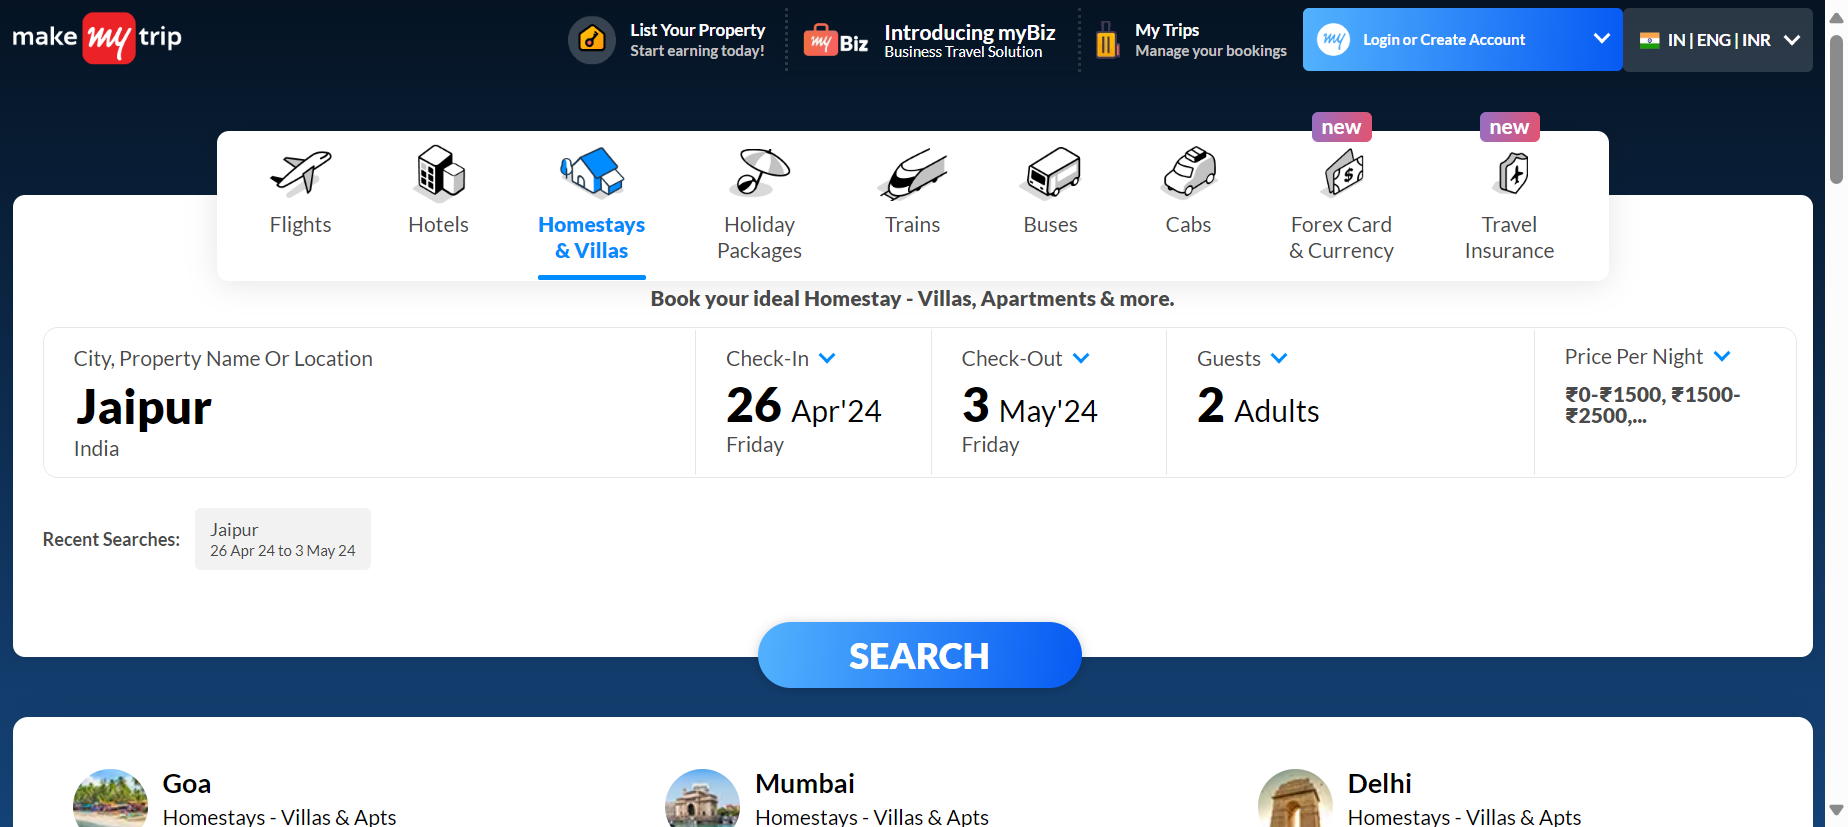 make my trip
List Your Property
Start earning today!
my Biz
Introducing myBiz
Business Travel Solution
My Trips
Manage your bookings
my
Login or Create Account
IN | ENG | INR
new
new
Flights
Hotels
Homestays
& Villas
Holiday
Packages
Trains
Buses
Cabs
Forex Card
& Currency
Travel
Insurance
Book your ideal Homestay - Villas, Apartments & more.
City, Property Name Or Location
Jaipur
India
Check-In
26 Apr'24
Friday
Check-Out
3 May'24
Friday
Guests
2 Adults
Price Per Night
₹0-₹1500, ₹1500-
₹2500,...
Recent Searches:
Jaipur
26 Apr 24 to 3 May 24
SEARCH
Goa
Homestays - Villas & Apts
Mumbai
Homestays - Villas & Apts
Delhi
Homestays - Villas & Apts